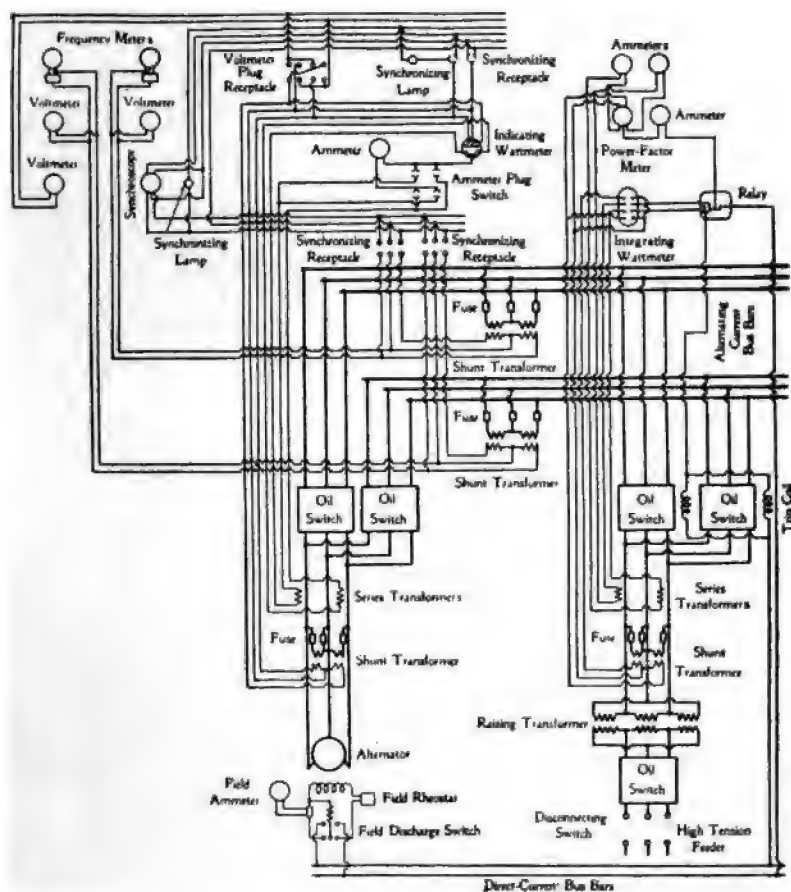 Frequency Meters
Voltmeter
Voltmeter
Voltmeter
Synchroscope
Synchronizing
Lamp
Voltmeter
Plug
Receptacle
Synchronizing
Lamp
Synchronizing
Receptacle
Ammeter
Indicating
Wattmeter
Ammeter Plug
Switch
Synchronizing
Receptacle
Synchronizing
Receptacle
Ammeters
Ammeter
Power-Factor
Meter
Relay
Integrating
Wattmeter
Fuse
Shunt Transformer
Alternating
Current
Bus Bars
Fuse
Shunt Transformer
Oil
Switch
Oil
Switch
Oil
Switch
Oil
Switch
Trip Coil
Series Transformers
Series
Transformers
Fuse
Shunt Transformer
Fuse
Shunt
Transformer
Raising Transformer
Alternator
Field
Ammeter
Field Rheostat
Field Discharge Switch
Oil
Switch
Disconnecting
Switch
High Tension
Feeder
Direct-Current Bus Bars